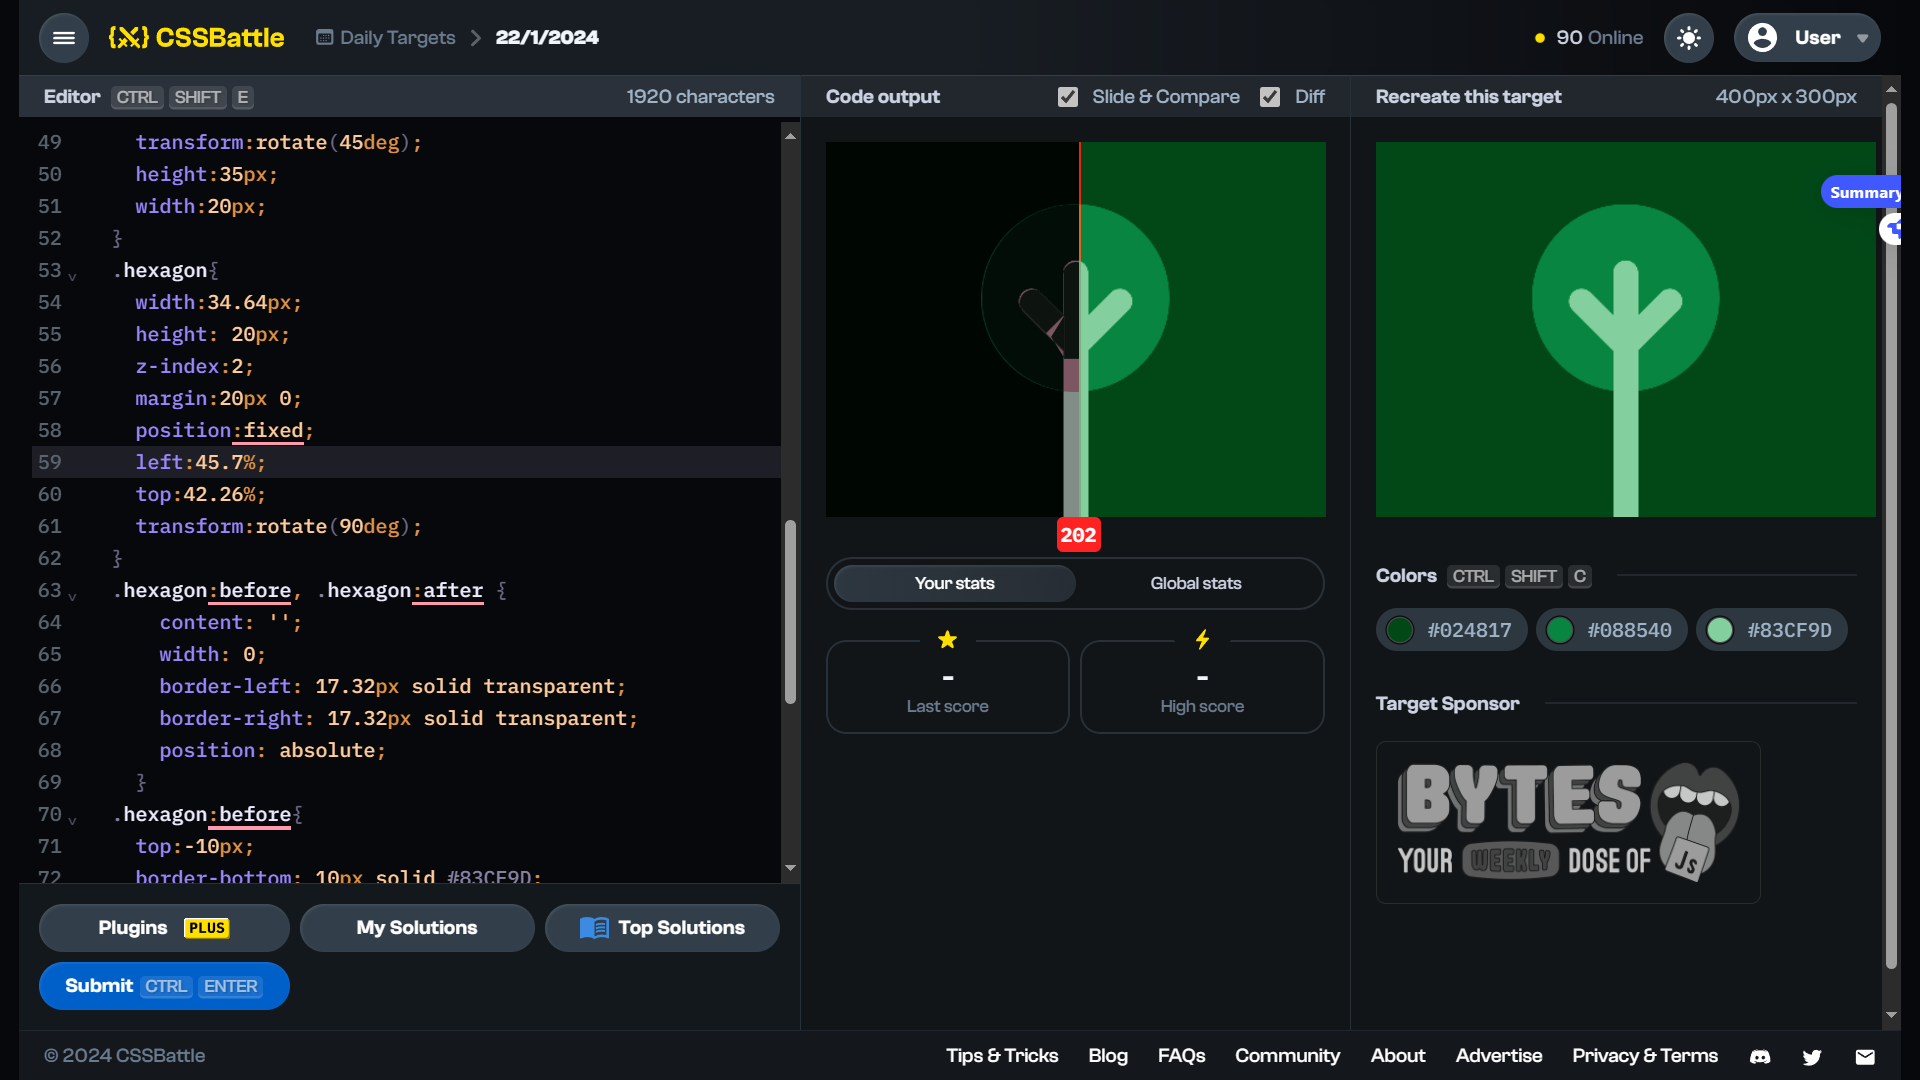 {X} CSSBattle
Daily Targets
22/1/2024
90 Online
User
Editor CTRL SHIFT E
1920 characters
49 transform:rotate(45deg);
50 height:35px;
51 width:20px;
52 }
53 .hexagon{
54 width:34.64px;
55 height: 20px;
56 z-index:2;
57 margin:20px 0;
58 position:fixed;
59 left:45.7%;
60 top:42.26%;
61 transform:rotate(90deg);
62 }
63 .hexagon:before, .hexagon:after {
64 content: '';
65 width: 0;
66 border-left: 17.32px solid transparent;
67 border-right: 17.32px solid transparent;
68 position: absolute;
69 }
70 .hexagon:before{
71 top:-10px;
72 border-bottom: 10px solid #83CF9D;
Plugins PLUS
My Solutions
Top Solutions
Submit CTRL ENTER
Code output
Slide & Compare
Diff
202
Your stats
Global stats
-
Last score
-
High score
Recreate this target
400px x 300px
Summary
Colors CTRL SHIFT C
#024817
#088540
#83CF9D
Target Sponsor
BYTES
YOUR WEEKLY DOSE OF
JS
© 2024 CSSBattle
Tips & Tricks
Blog
FAQs
Community
About
Advertise
Privacy & Terms